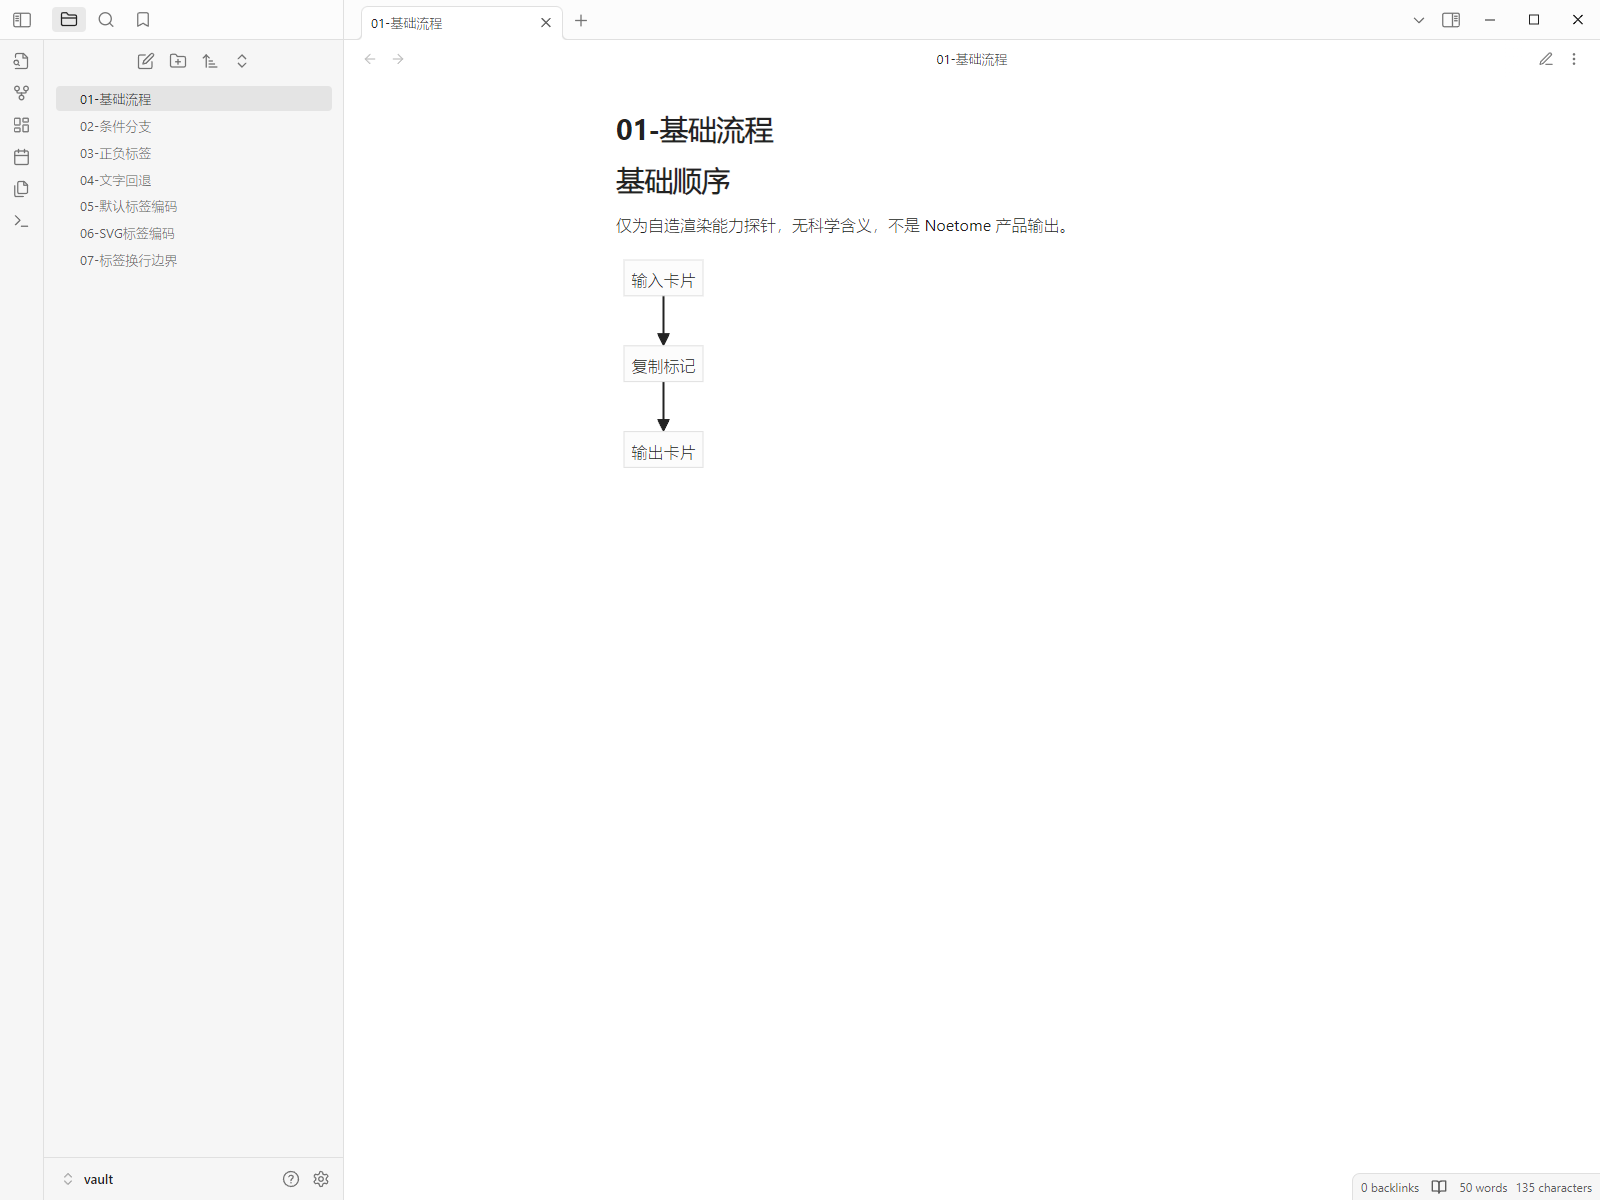 01-基础流程
01-基础流程
01-基础流程
02-条件分支
03-正负标签
04-文字回退
05-默认标签编码
06-SVG标签编码
07-标签换行边界
01-基础流程
基础顺序
仅为自造渲染能力探针，无科学含义，不是 Noetome 产品输出。
输入卡片
复制标记
输出卡片
vault
0 backlinks 50 words 135 characters